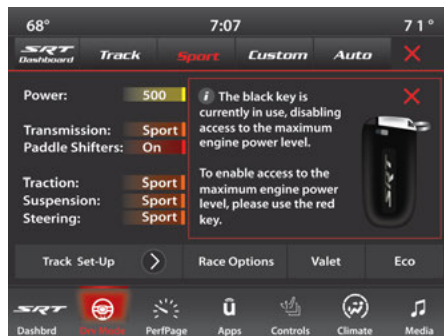 68° 7:07 71°
SRT
Dashboard Track Sport Custom Auto
Power: 500
Transmission: Sport
Paddle Shifters: On
Traction: Sport
Suspension: Sport
Steering: Sport
i The black key is
currently in use, disabling
access to the maximum
engine power level.
To enable access to the
maximum engine power
level, please use the red
key.
SRT
Track Set-Up Race Options Valet Eco
SRT
Dashbrd Drv Mode PerfPage Apps Controls Climate Media